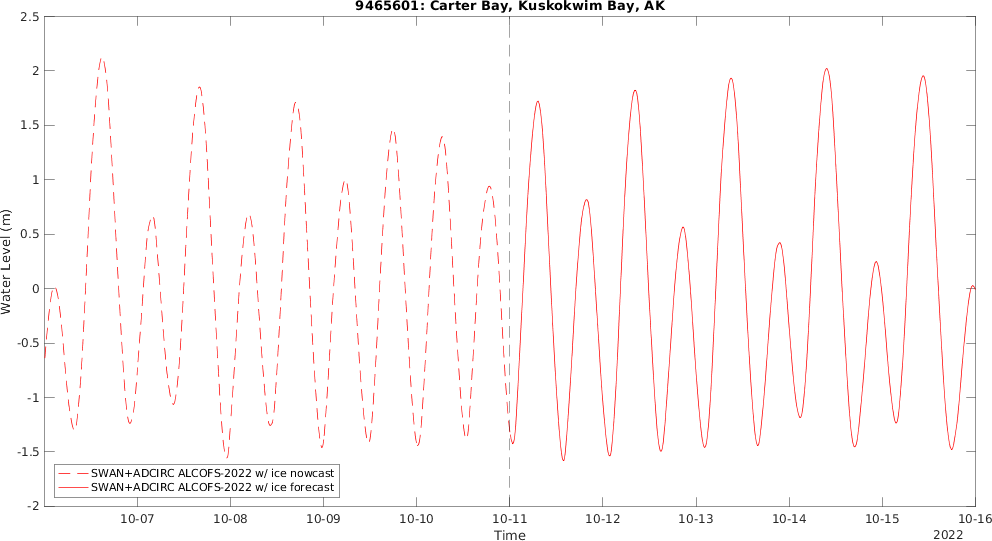 9465601: Carter Bay, Kuskokwim Bay, AK
2.5
2
1.5
1
0.5
0
-0.5
-1
-1.5
-2
Water Level (m)
SWAN+ADCIRC ALCOFS-2022 w/ ice nowcast
SWAN+ADCIRC ALCOFS-2022 w/ ice forecast
10-07 10-08 10-09 10-10 10-11 10-12 10-13 10-14 10-15 10-16
Time
2022